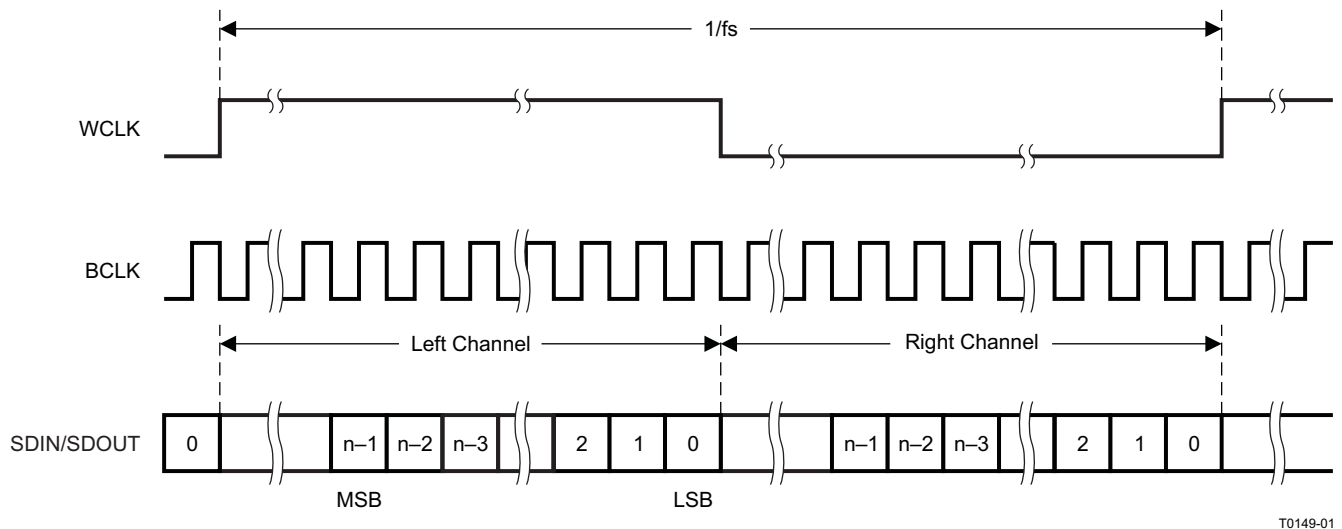 1/fs
WCLK
BCLK
Left Channel Right Channel
SDIN/SDOUT 0 n–1 n–2 n–3 2 1 0 n–1 n–2 n–3 2 1 0
MSB LSB
T0149-01